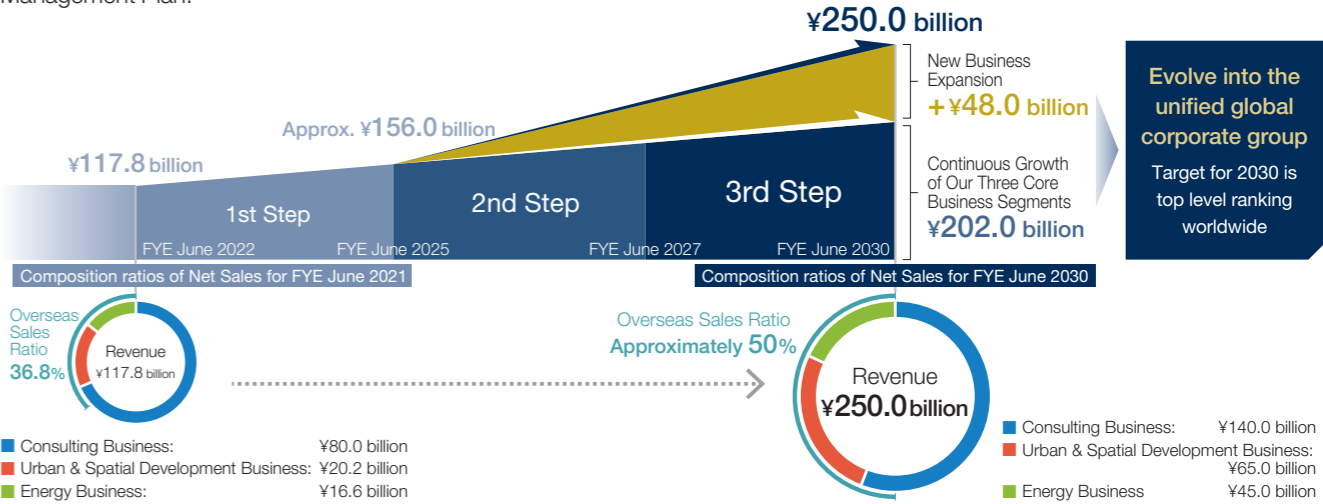 Management Plan.
¥250.0 billion
New Business
Expansion
+¥48.0 billion
Approx. ¥156.0 billion
¥117.8 billion
1st Step
2nd Step
3rd Step
Continuous Growth
of Our Three Core
Business Segments
¥202.0 billion
Evolve into the
unified global
corporate group
Target for 2030 is
top level ranking
worldwide
FYE June 2022
FYE June 2025
FYE June 2027
FYE June 2030
Composition ratios of Net Sales for FYE June 2021
Composition ratios of Net Sales for FYE June 2030
Overseas
Sales
Ratio
36.8%
Revenue
¥117.8 billion
Overseas Sales Ratio
Approximately 50%
Revenue
¥250.0 billion
Consulting Business: ¥80.0 billion
Urban & Spatial Development Business: ¥20.2 billion
Energy Business: ¥16.6 billion
Consulting Business: ¥140.0 billion
Urban & Spatial Development Business:
¥65.0 billion
Energy Business ¥45.0 billion